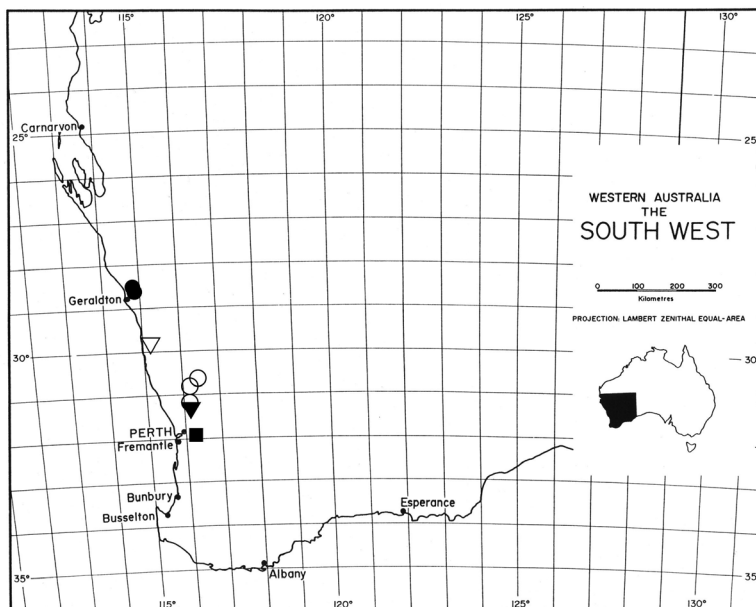 115° 120° 125° 130°
Carnarvon
25° 25°
WESTERN AUSTRALIA
THE
SOUTH WEST
Geraldton
0 100 200 300
Kilometres
PROJECTION: LAMBERT ZENITHAL EQUAL-AREA
30° 30
PERTH
Fremantle
Bunbury
Busselton
Esperance
Albany
35° 35
115° 120° 125° 130°